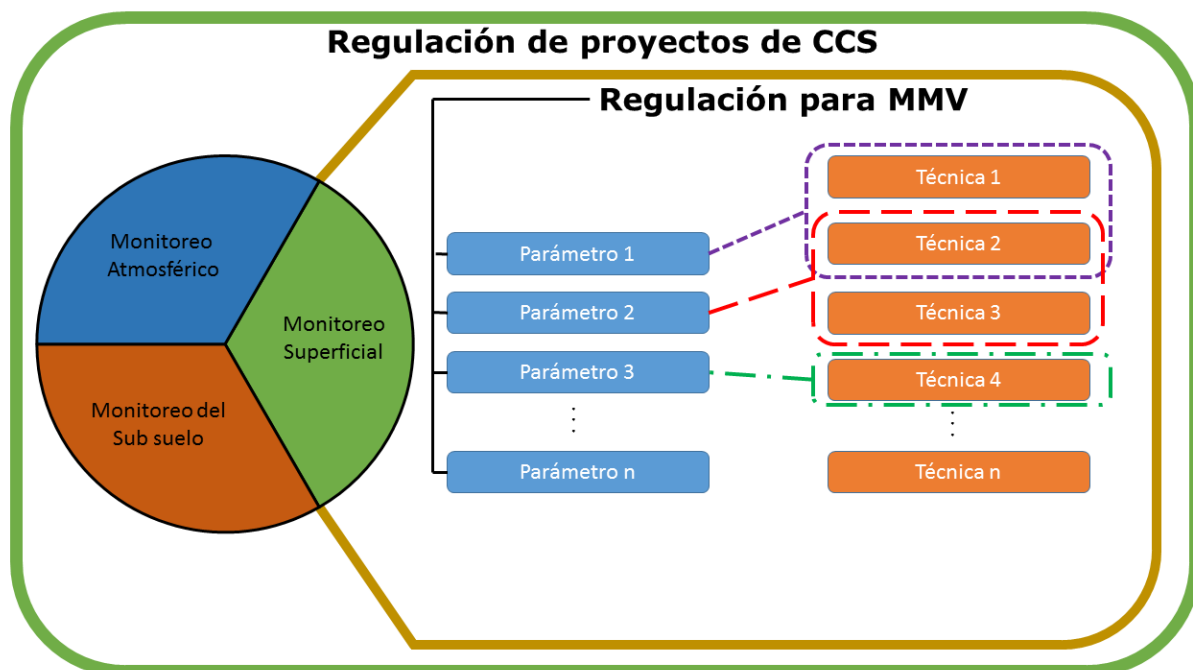 Regulación de proyectos de CCS
Regulación para MMV
Monitoreo
Atmosférico
Monitoreo
Superficial
Monitoreo del
Sub suelo
Parámetro 1
Parámetro 2
Parámetro 3
⋮
Parámetro n
Técnica 1
Técnica 2
Técnica 3
Técnica 4
⋮
Técnica n